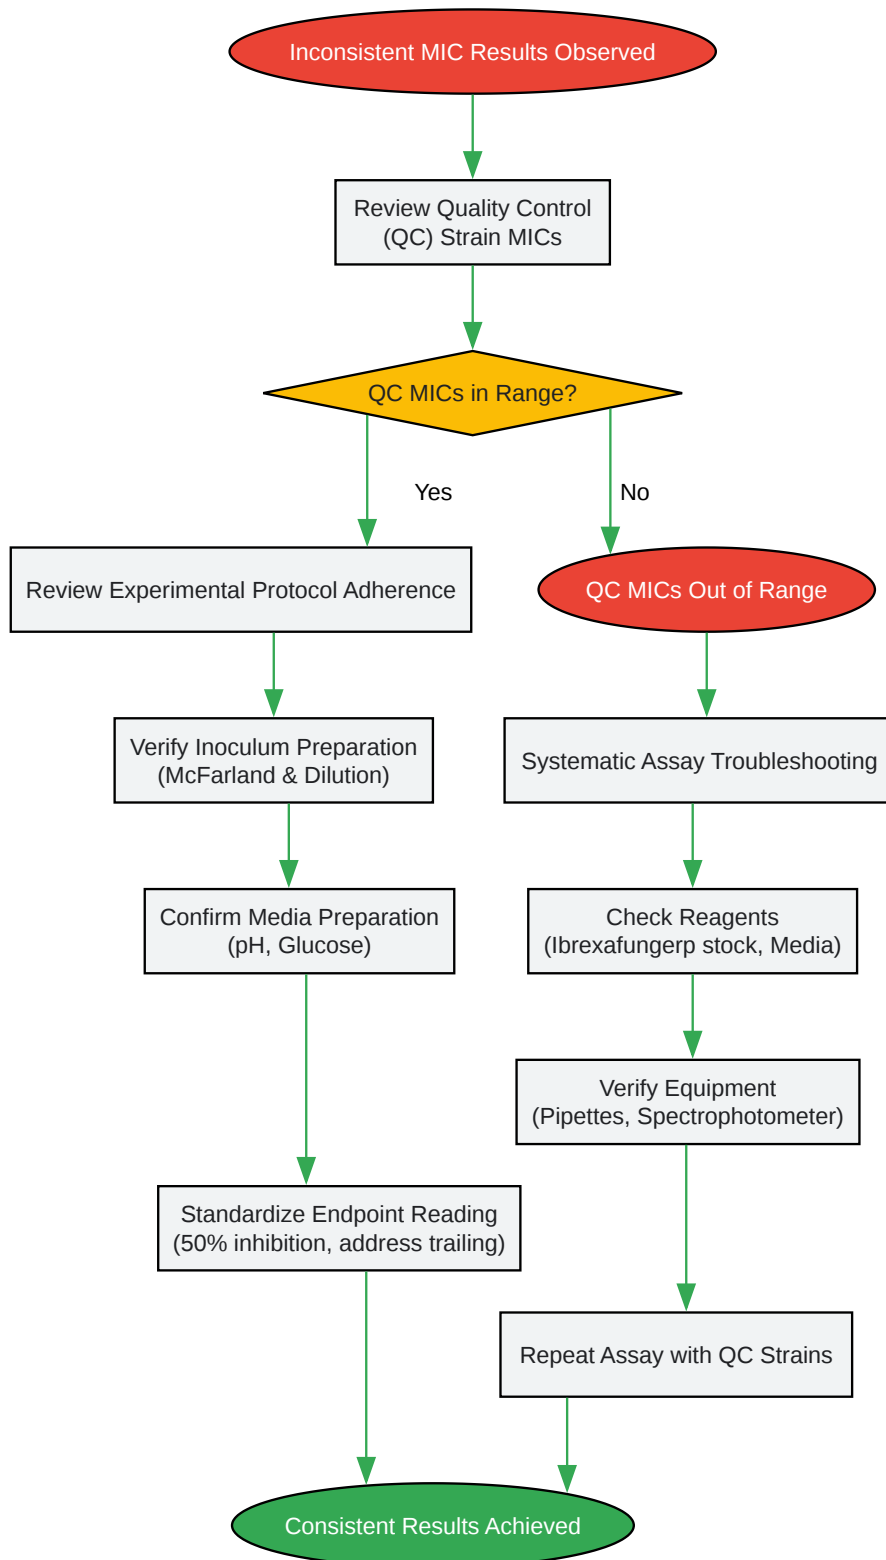 Inconsistent MIC Results Observed
Review Quality Control
(QC) Strain MICs
QC MICs in Range?
Yes
No
Review Experimental Protocol Adherence
QC MICs Out of Range
Verify Inoculum Preparation
(McFarland & Dilution)
Systematic Assay Troubleshooting
Confirm Media Preparation
(pH, Glucose)
Check Reagents
(Ibrexafungerp stock, Media)
Verify Equipment
(Pipettes, Spectrophotometer)
Standardize Endpoint Reading
(50% inhibition, address trailing)
Repeat Assay with QC Strains
Consistent Results Achieved